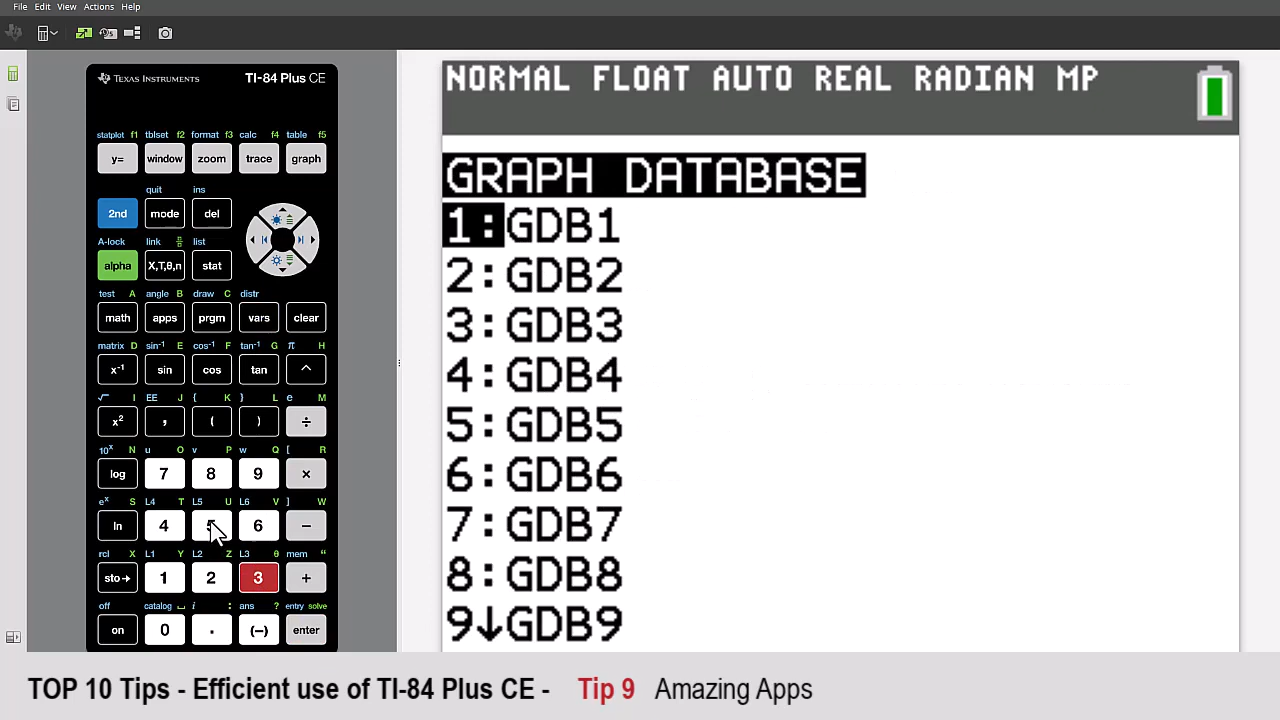 File Edit View Actions Help
TEXAS INSTRUMENTS TI-84 Plus CE
statplot f1 tblset f2 format f3 calc f4 table f5
y= window zoom trace graph
quit ins
2nd mode del
A-lock link list
alpha X,T,θ,n stat
test A angle B draw C distr
math apps prgm vars clear
matrix D sin-1 E cos-1 F tan-1 G π H
x-1 sin cos tan ^
√ I EE J { K } L e M
x2 , ( ) ÷
10x N u O v P w Q [ R
log 7 8 9 ×
ex S L4 T L5 U L6 V ] W
ln 4 5 6 −
rcl X L1 Y L2 Z L3 θ mem “
sto→ 1 2 3 +
off catalog ⎵ i : ans ? entry solve
on 0 . (−) enter
NORMAL FLOAT AUTO REAL RADIAN MP
GRAPH DATABASE
1:GDB1
2:GDB2
3:GDB3
4:GDB4
5:GDB5
6:GDB6
7:GDB7
8:GDB8
9↓GDB9
TOP 10 Tips - Efficient use of TI-84 Plus CE - Tip 9 Amazing Apps